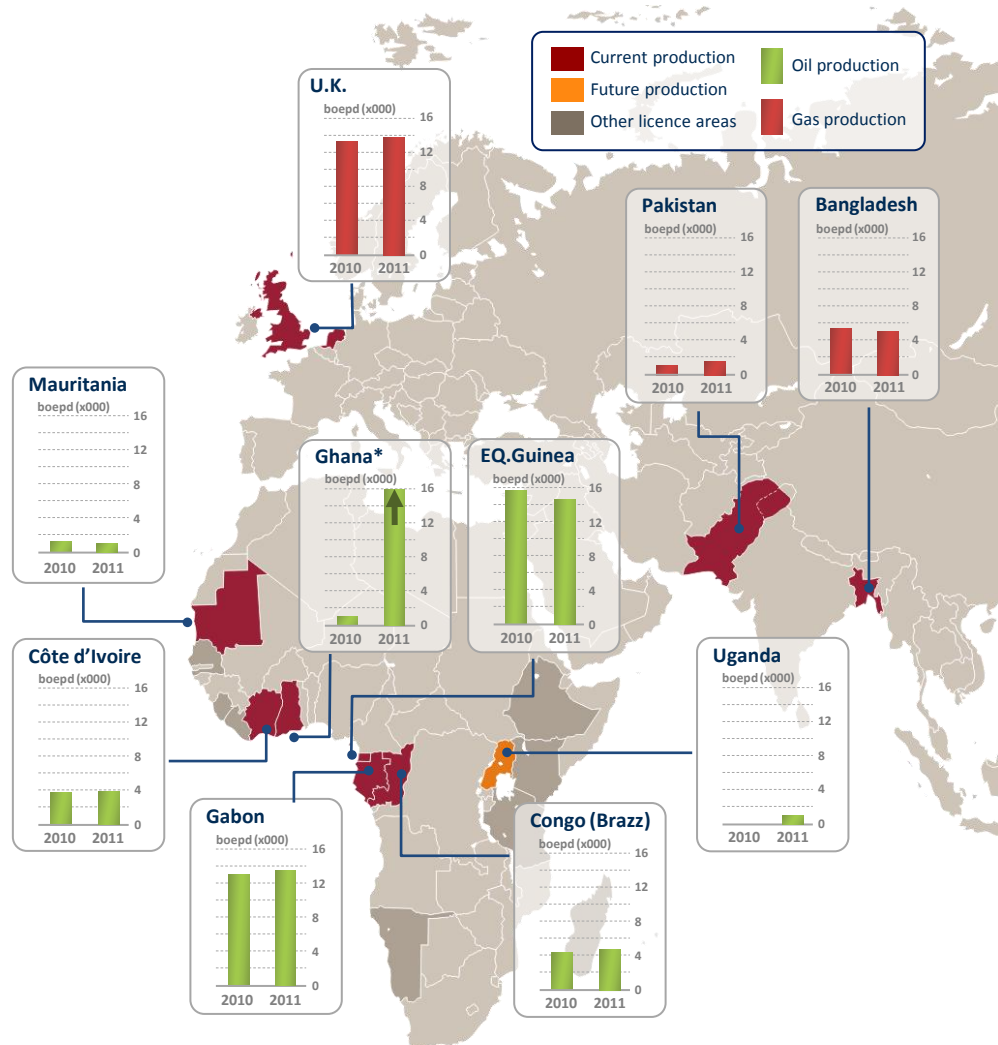 Current production
Future production
Other licence areas
Oil production
Gas production
U.K.
boepd (x000)
16
12
8
4
0
2010 2011
Pakistan
boepd (x000)
16
12
8
4
0
2010 2011
Bangladesh
boepd (x000)
16
12
8
4
0
2010 2011
Mauritania
boepd (x000)
16
12
8
4
0
2010 2011
Ghana*
boepd (x000)
16
12
8
4
0
2010 2011
EQ.Guinea
boepd (x000)
16
12
8
4
0
2010 2011
Côte d’Ivoire
boepd (x000)
16
12
8
4
0
2010 2011
Uganda
boepd (x000)
16
12
8
4
0
2010 2011
Gabon
boepd (x000)
16
12
8
4
0
2010 2011
Congo (Brazz)
boepd (x000)
16
12
8
4
0
2010 2011